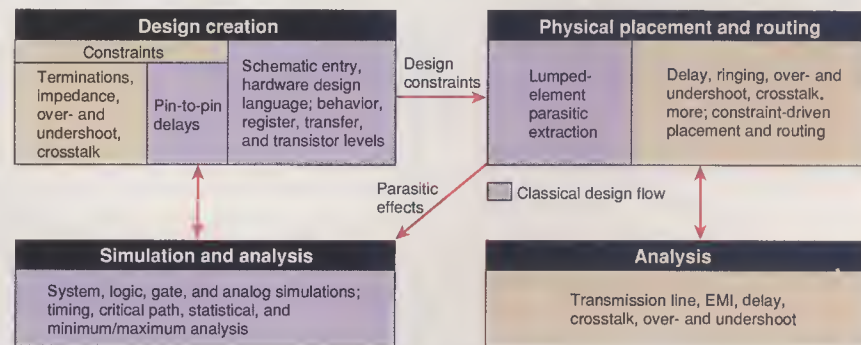 Design creation
Constraints
Terminations,
impedance,
over- and
undershoot,
crosstalk
Pin-to-pin
delays
Schematic entry,
hardware design
language; behavior,
register, transfer,
and transistor levels
Design
constraints
Physical placement and routing
Lumped-
element
parasitic
extraction
Delay, ringing, over- and
undershoot, crosstalk,
more; constraint-driven
placement and routing
Parasitic
effects
Classical design flow
Simulation and analysis
System, logic, gate, and analog simulations;
timing, critical path, statistical, and
minimum/maximum analysis
Analysis
Transmission line, EMI, delay,
crosstalk, over- and undershoot